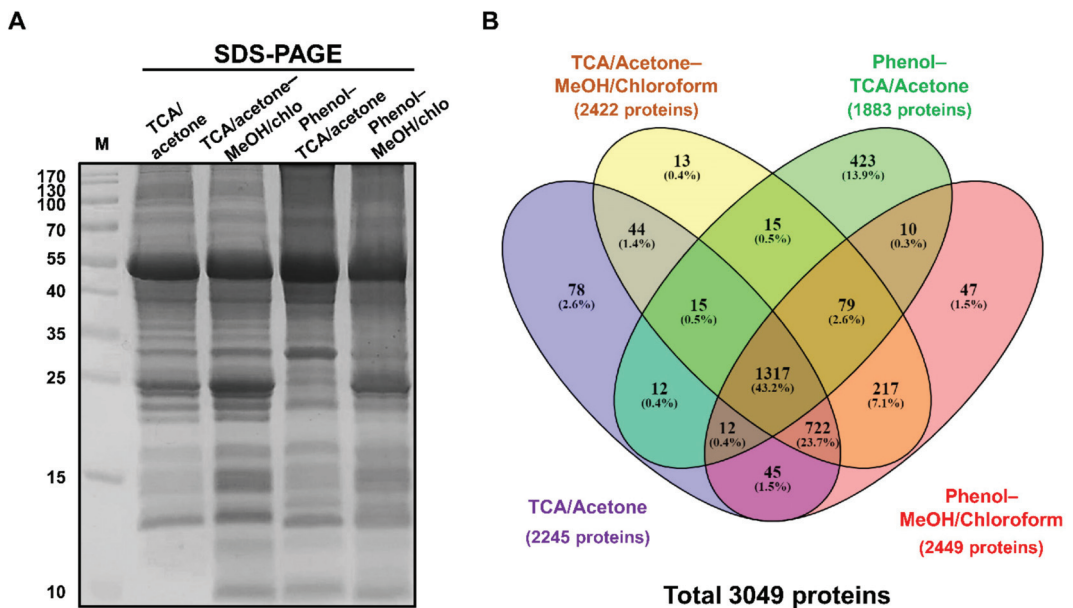 A
SDS-PAGE
M
TCA/
acetone
TCA/acetone–
MeOH/chlo
Phenol–
TCA/acetone
Phenol–
MeOH/chlo
170
130
100
70
55
40
35
25
15
10
B
TCA/Acetone–
MeOH/Chloroform
(2422 proteins)
Phenol–
TCA/Acetone
(1883 proteins)
13
(0.4%)
423
(13.9%)
44
(1.4%)
15
(0.5%)
10
(0.3%)
78
(2.6%)
15
(0.5%)
79
(2.6%)
47
(1.5%)
1317
(43.2%)
12
(0.4%)
217
(7.1%)
12
(0.4%)
722
(23.7%)
45
(1.5%)
TCA/Acetone
(2245 proteins)
Phenol–
MeOH/Chloroform
(2449 proteins)
Total 3049 proteins